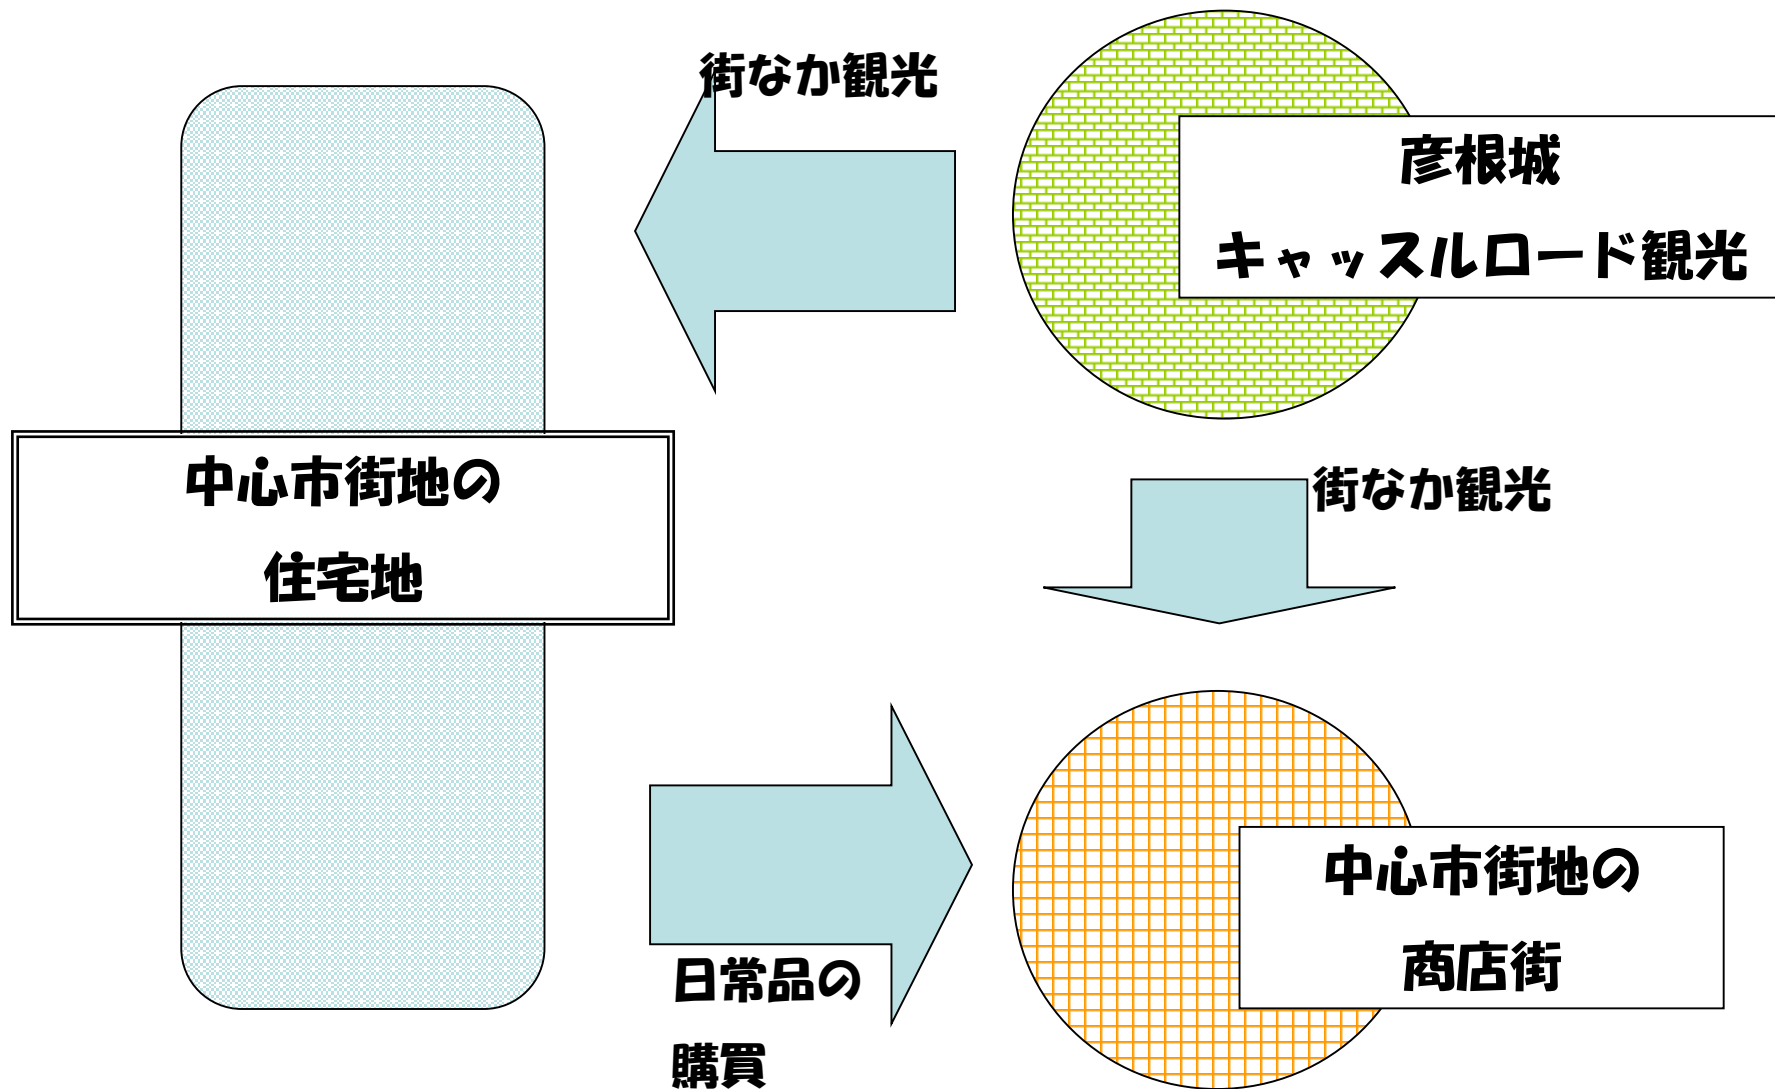 街なか観光
彦根城
キャッスルロード観光
中心市街地の
住宅地
街なか観光
中心市街地の
商店街
日常品の
購買